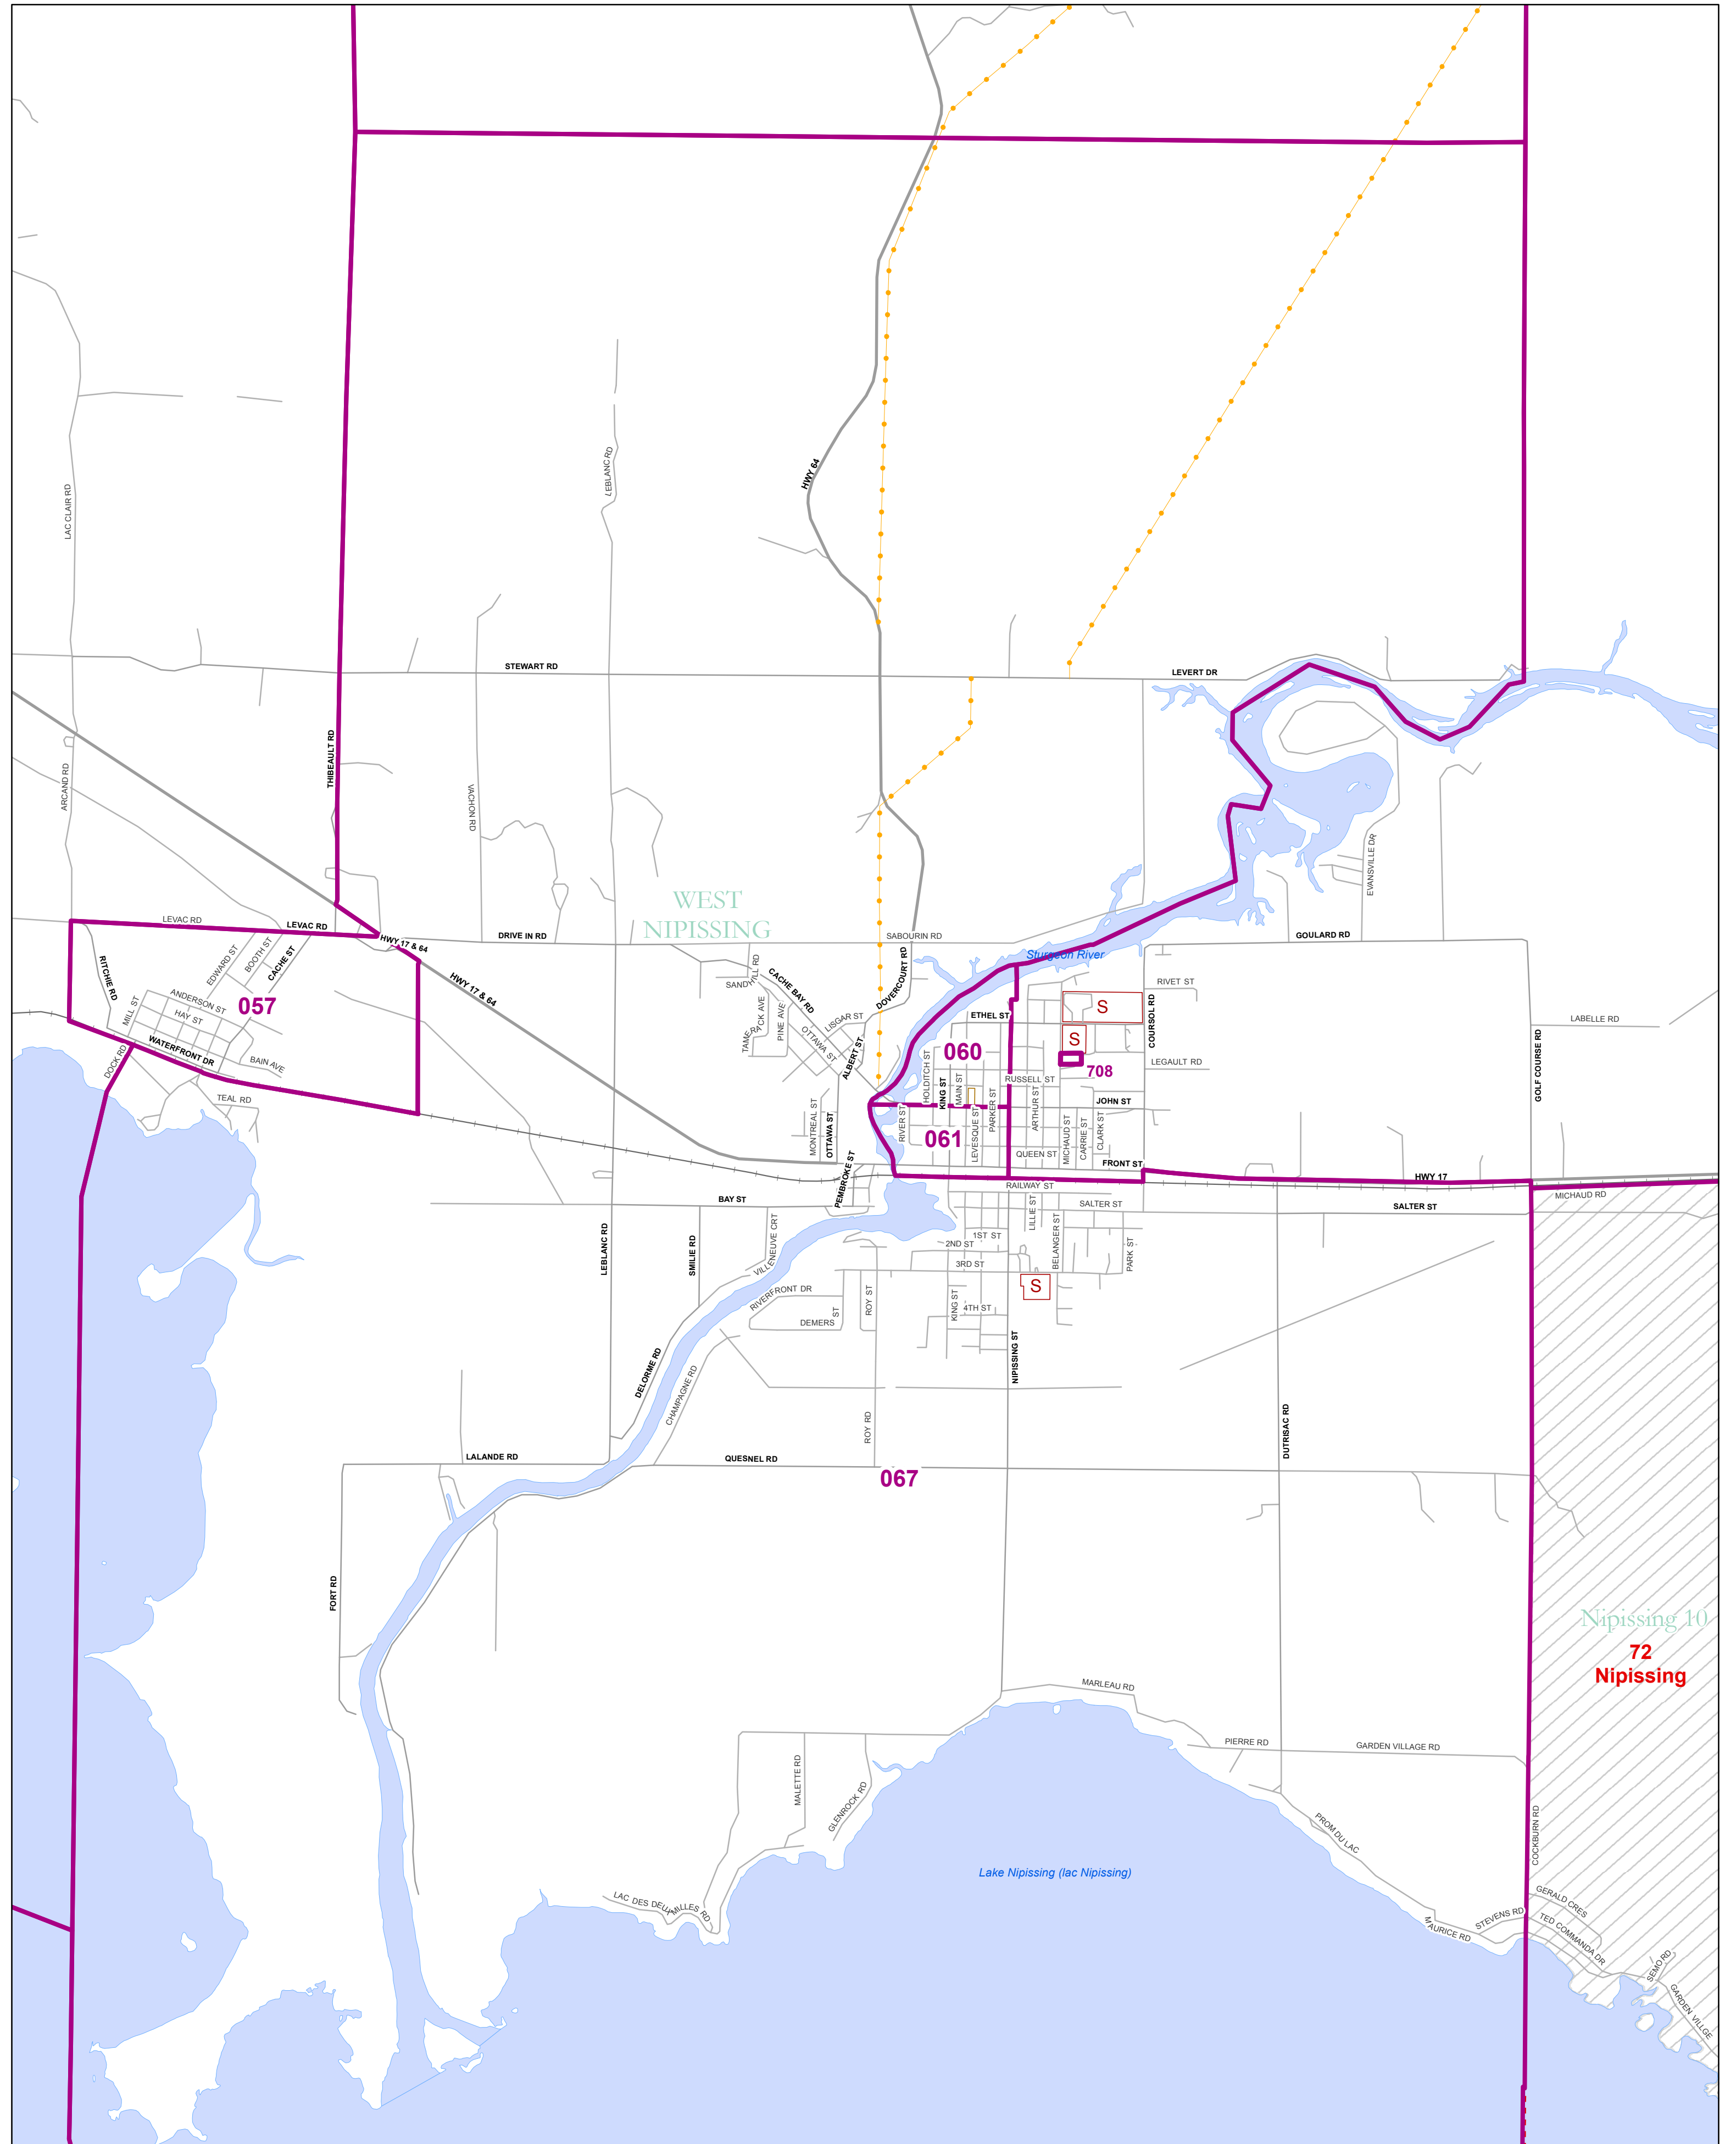 HWY 64
LEBLANC RD
LAC CLAIR RD
STEWART RD
LEVERT DR
THIBEAULT RD
ARCAND RD
VACHON RD
EVANSVILLE DR
WEST
NIPISSING
LEVAC RD
LEVAC RD
HWY 17 & 64
DRIVE IN RD
SABOURIN RD
GOULARD RD
Sturgeon River
RITCHIE RD
EDWARD ST
BOOTH ST
CACHE ST
HWY 17 & 64
SANDHILL RD
CACHE BAY RD
DOVERCOURT RD
RIVET ST
ANDERSON ST
057
MILL ST
HAY ST
WATERFRONT DR
BAIN AVE
DOCK RD
TEAL RD
PINE AVE
OTTAWA ST
LISGAR ST
ALBERT ST
ETHEL ST
S
S
COURSOL RD
LABELLE RD
GOLF COURSE RD
060
HOLDITCH ST
KING ST
MAIN ST
RUSSELL ST
708
LEGAULT RD
PARKER ST
ARTHUR ST
JOHN ST
MONTREAL ST
OTTAWA ST
RIVER ST
061
LEVESQUE ST
QUEEN ST
MICHAUD ST
CARRIE ST
CLARK ST
FRONT ST
HWY 17
PEMBROKE ST
RAILWAY ST
MICHAUD RD
BAY ST
SALTER ST
SALTER ST
LEBLANC RD
SMILIE RD
VILLENEUVE CRT
LILLIE ST
BELANGER ST
PARK ST
1ST ST
2ND ST
3RD ST
S
RIVERFRONT DR
DEMERS ST
ROY ST
KING ST
4TH ST
NIPISSING ST
DELORME RD
CHAMPAGNE RD
ROY RD
DUTRISAC RD
LALANDE RD
QUESNEL RD
067
FORT RD
Nipissing 10
72
Nipissing
MARLEAU RD
PIERRE RD
GARDEN VILLAGE RD
MALETTE RD
GLENROCK RD
PROM DU LAC
COCKBURN RD
Lake Nipissing (lac Nipissing)
LAC DES DEUX MILLES RD
MAURICE RD
STEVENS RD
GERALD CRES
TED COMMANDA DR
SEMO RD
GARDEN VILLGE